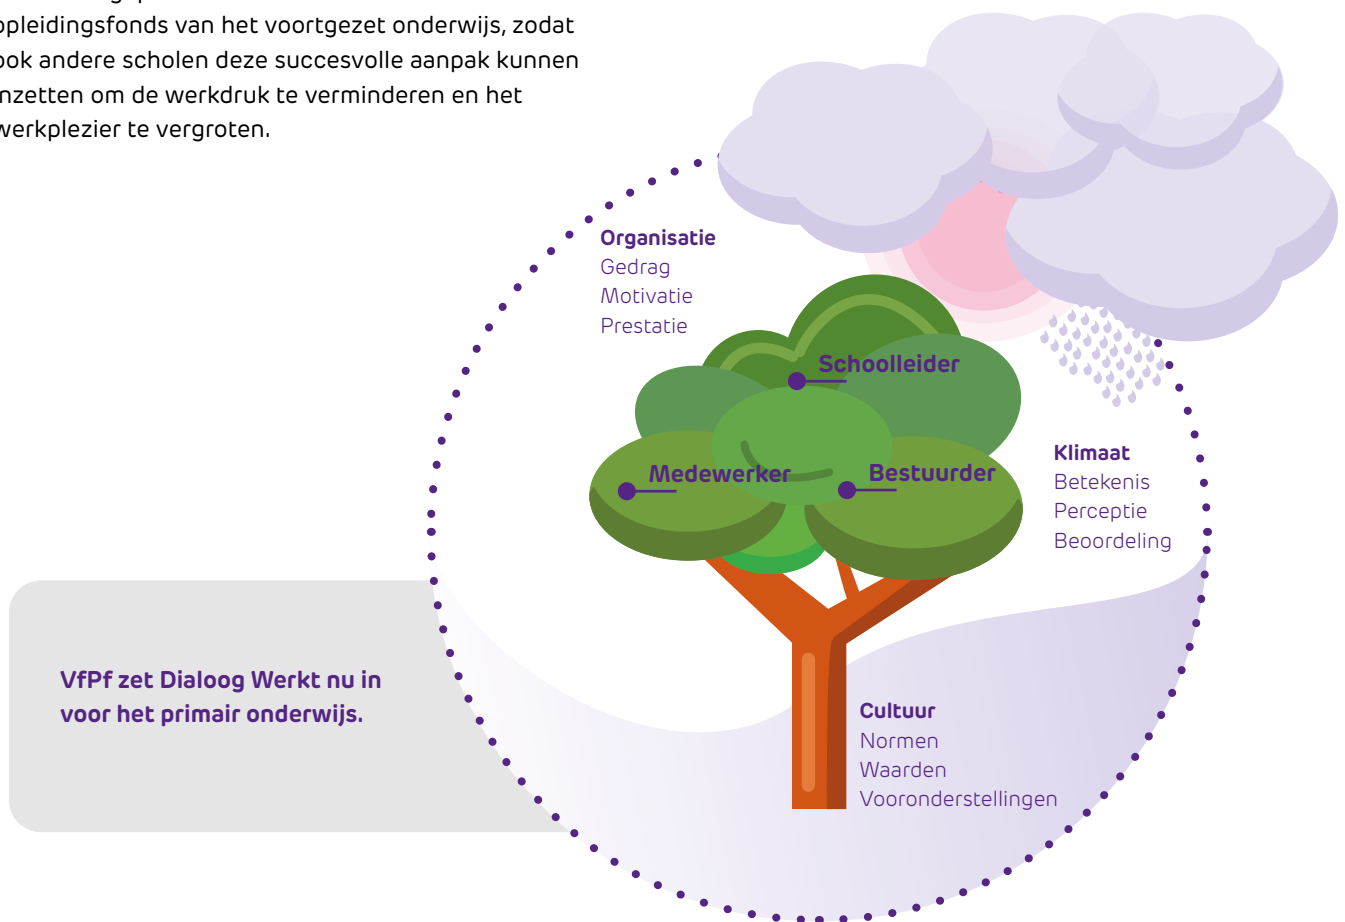 opleidingsfonds van het voortgezet onderwijs, zodat
ook andere scholen deze succesvolle aanpak kunnen
nzetten om de werkdruk te verminderen en het
werkplezier te vergroten.
Organisatie
Gedrag
Motivatie
Prestatie
Schoolleider
Medewerker
Bestuurder
Klimaat
Betekenis
Perceptie
Beoordeling
VfPf zet Dialoog Werkt nu in
voor het primair onderwijs.
Cultuur
Normen
Waarden
Vooronderstellingen